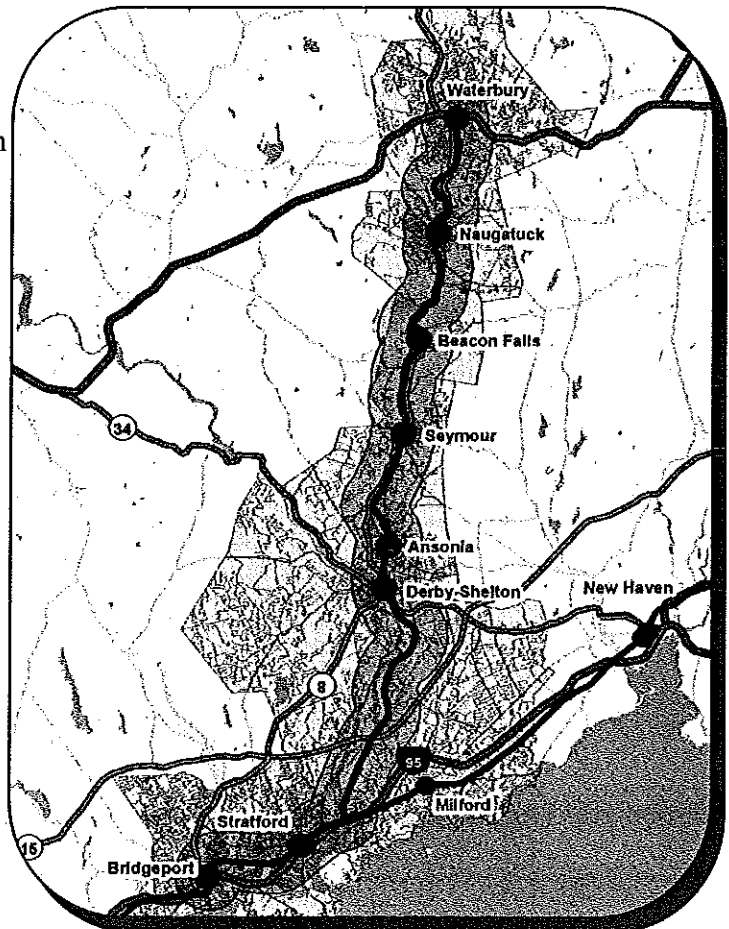 Waterbury
n
Naugatuck
Beacon Falls
34
Seymour
Ansonia
Derby-Shelton
New Haven
8
95
Milford
Stratford
15
Bridgeport